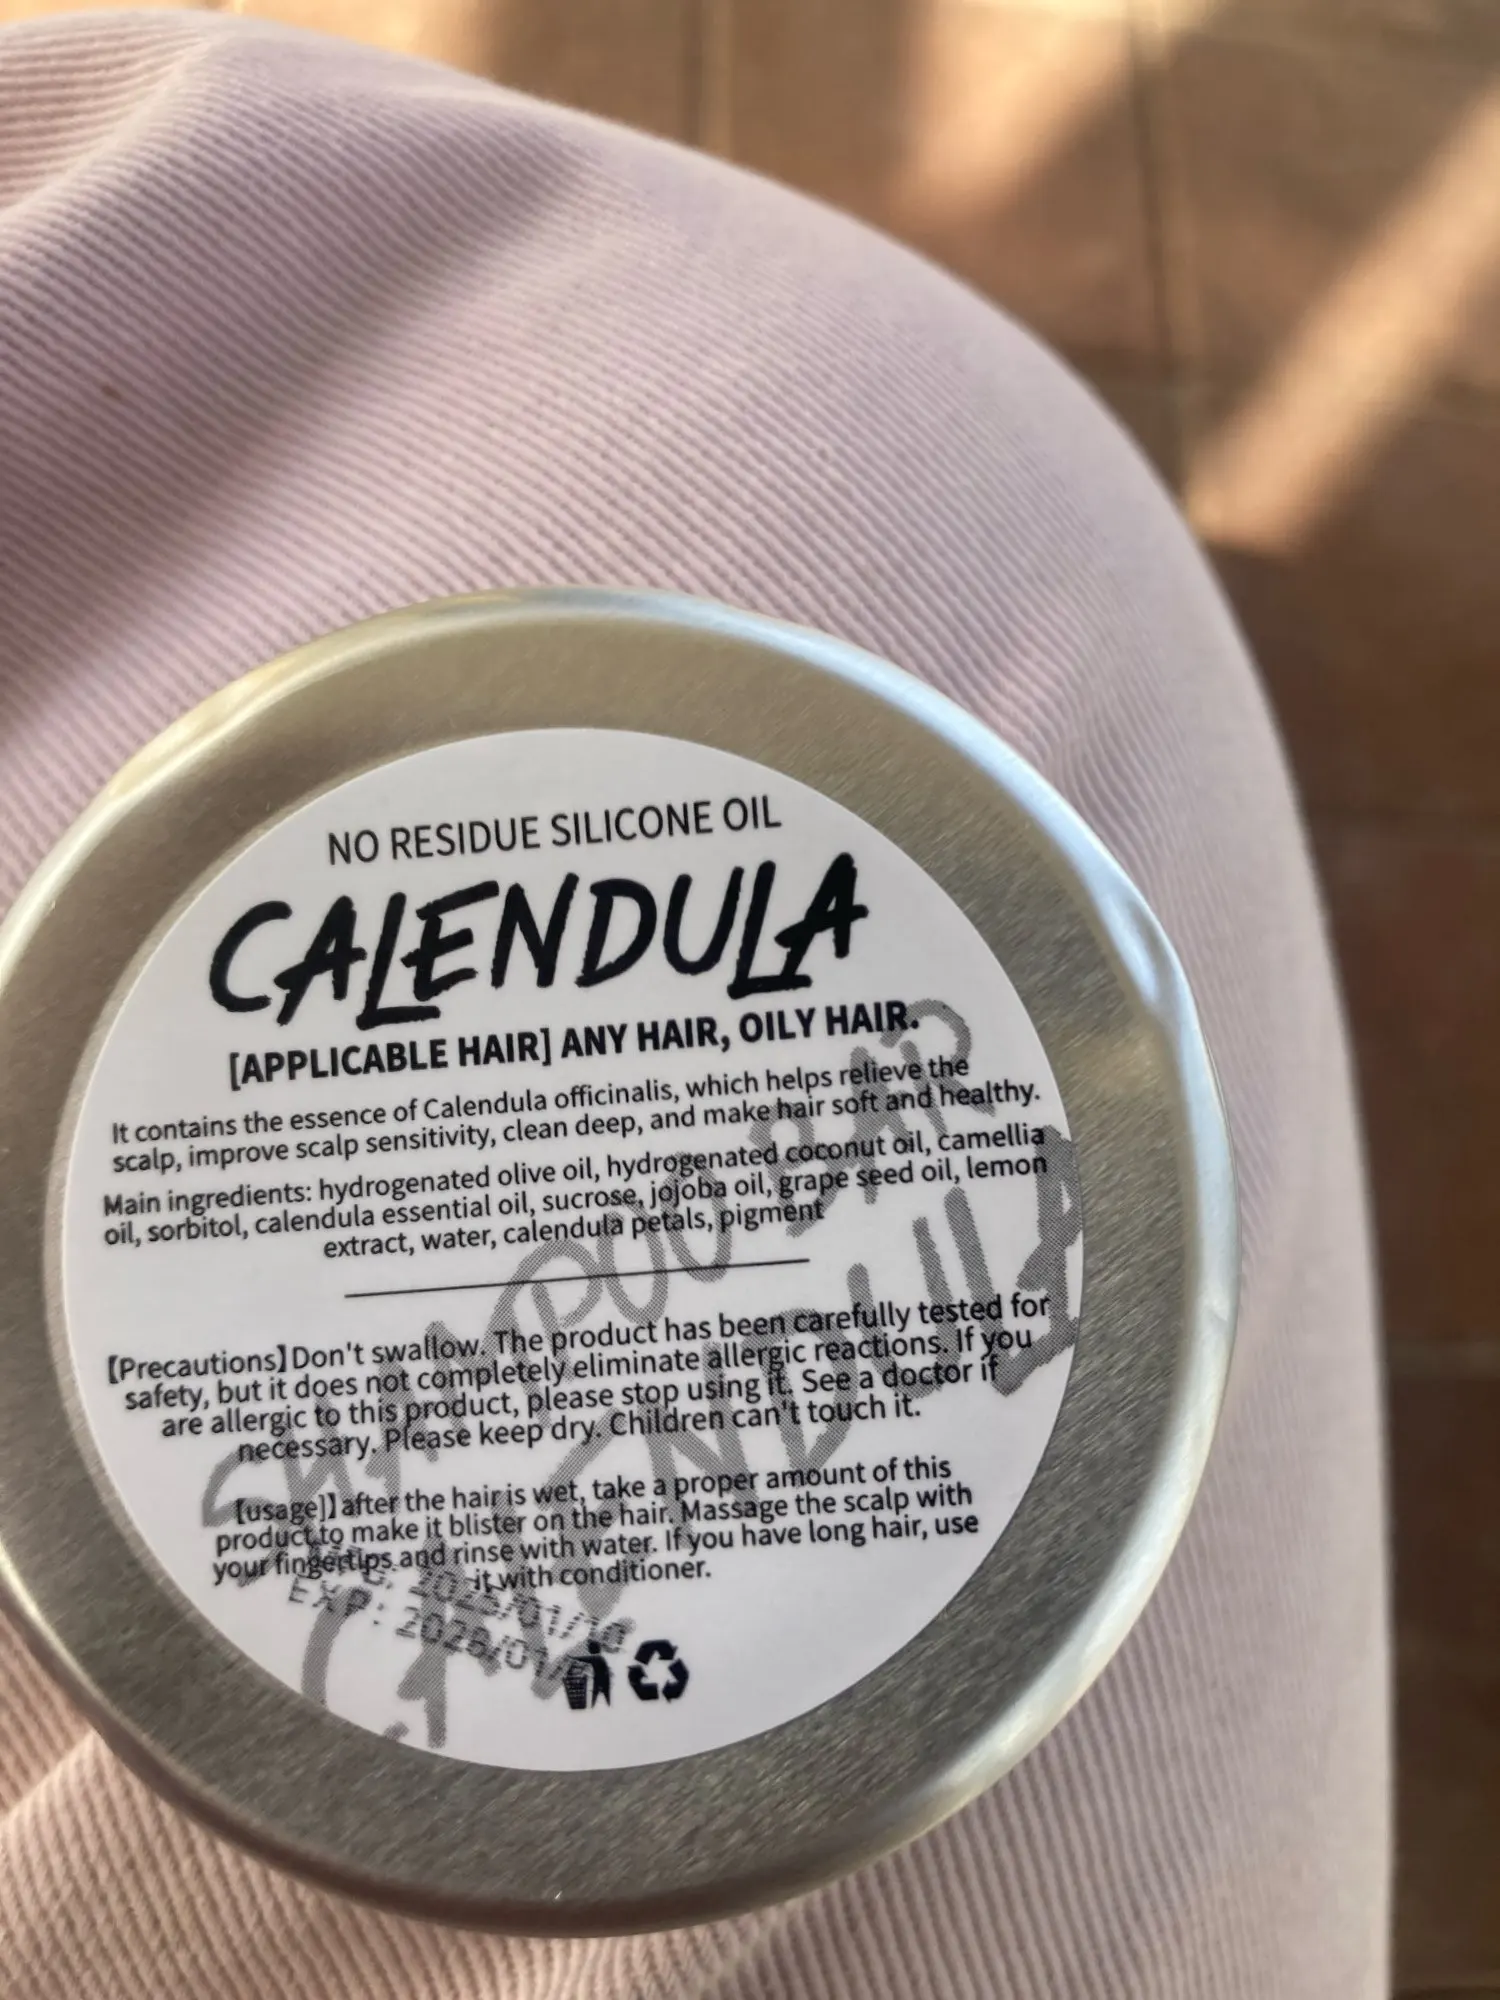 NO RESIDUE SILICONE OIL
CALENDULA
[APPLICABLE HAIR] ANY HAIR, OILY HAIR.
It contains the essence of Calendula officinalis, which helps relieve the
scalp, improve scalp sensitivity, clean deep, and make hair soft and healthy.
Main ingredients: hydrogenated olive oil, hydrogenated coconut oil, camellia
oil, sorbitol, calendula essential oil, sucrose, jojoba oil, grape seed oil, lemon
extract, water, calendula petals, pigment
【Precautions】Don't swallow. The product has been carefully tested for
safety, but it does not completely eliminate allergic reactions. If you
are allergic to this product, please stop using it. See a doctor if
necessary. Please keep dry. Children can't touch it.
【usage]】after the hair is wet, take a proper amount of this
product to make it blister on the hair. Massage the scalp with
your fingertips and rinse with water. If you have long hair, use
it with conditioner.
EXP:
SHAMPOO BAR
CALENDULA